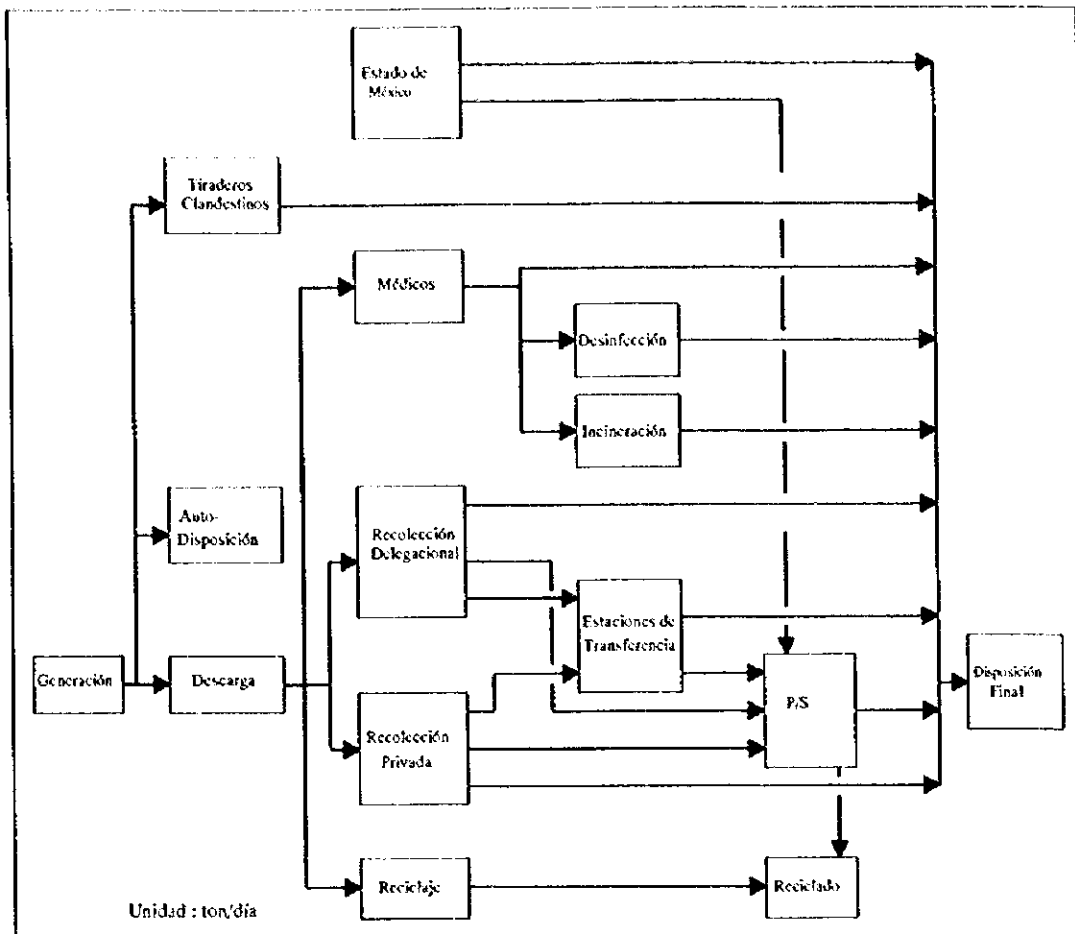 Estado de
México
Tiraderos
Clandestinos
Médicos
Desinfección
Incineración
Recolección
Delegacional
Auto-
Disposición
Estaciones de
Transferencia
Generación
Descarga
P/S
Disposición
Final
Recolección
Privada
Reciclaje
Reciclado
Unidad : ton/día